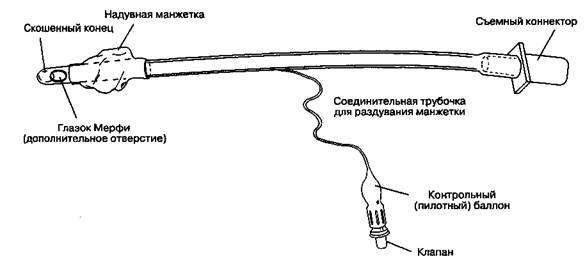 Надувная манжетка
Скошенный конец
Съемный коннектор
Соединительная трубочка
для раздувания манжетки
Глазок Мерфи
(дополнительное отверстие)
Контрольный
(пилотный) баллон
Клапан